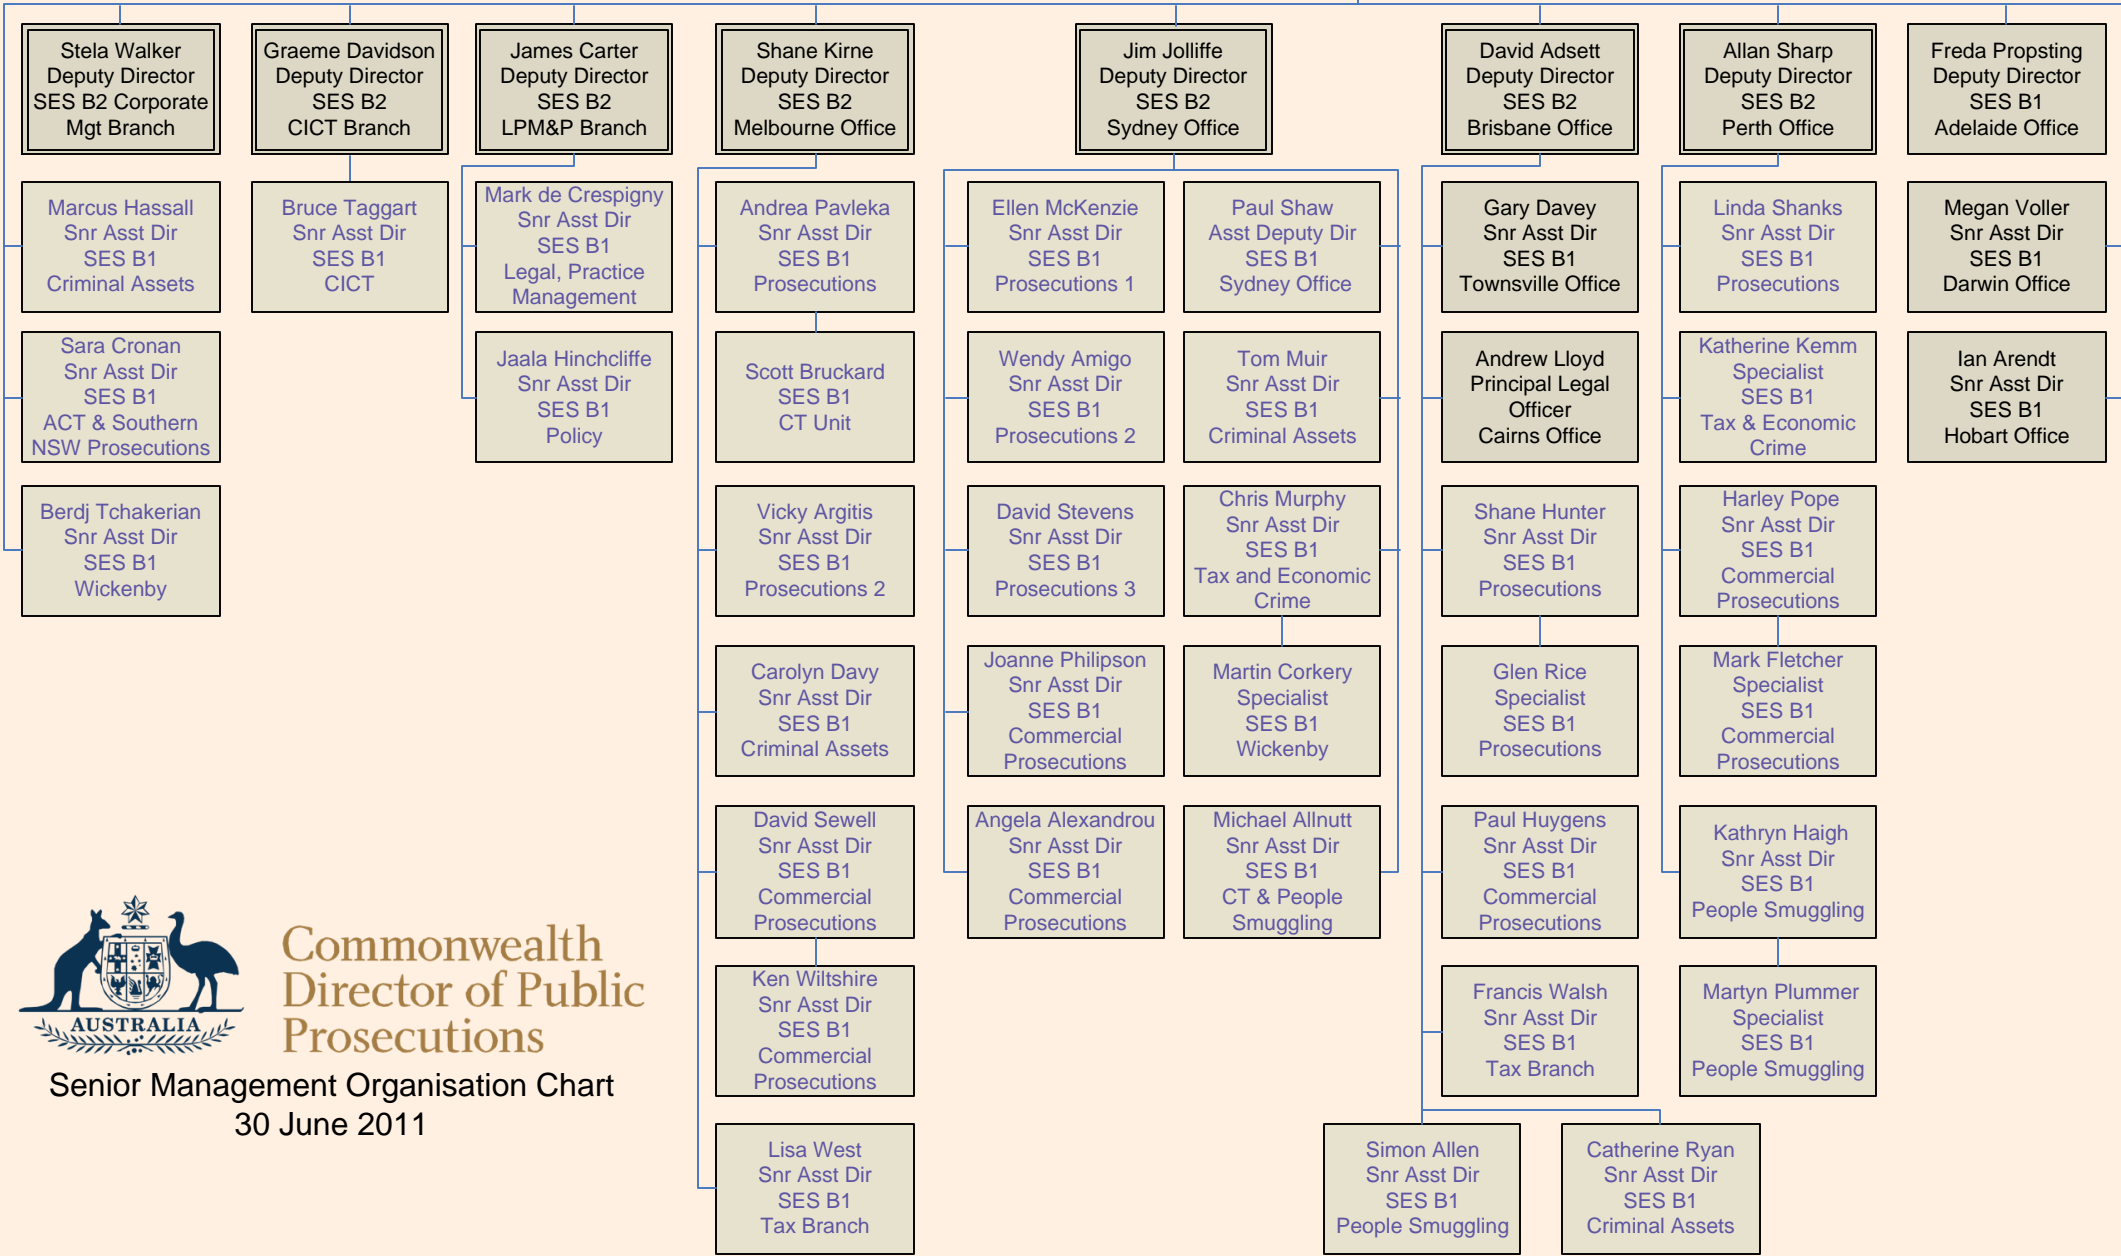 Stela Walker
Deputy Director
SES B2 Corporate
Mgt Branch
Graeme Davidson
Deputy Director
SES B2
CICT Branch
James Carter
Deputy Director
SES B2
LPM&P Branch
Shane Kirne
Deputy Director
SES B2
Melbourne Office
Jim Jolliffe
Deputy Director
SES B2
Sydney Office
David Adsett
Deputy Director
SES B2
Brisbane Office
Allan Sharp
Deputy Director
SES B2
Perth Office
Freda Propsting
Deputy Director
SES B1
Adelaide Office
Marcus Hassall
Snr Asst Dir
SES B1
Criminal Assets
Bruce Taggart
Snr Asst Dir
SES B1
CICT
Mark de Crespigny
Snr Asst Dir
SES B1
Legal, Practice
Management
Andrea Pavleka
Snr Asst Dir
SES B1
Prosecutions
Ellen McKenzie
Snr Asst Dir
SES B1
Prosecutions 1
Paul Shaw
Asst Deputy Dir
SES B1
Sydney Office
Gary Davey
Snr Asst Dir
SES B1
Townsville Office
Linda Shanks
Snr Asst Dir
SES B1
Prosecutions
Megan Voller
Snr Asst Dir
SES B1
Darwin Office
Sara Cronan
Snr Asst Dir
SES B1
ACT & Southern
NSW Prosecutions
Jaala Hinchcliffe
Snr Asst Dir
SES B1
Policy
Scott Bruckard
SES B1
CT Unit
Wendy Amigo
Snr Asst Dir
SES B1
Prosecutions 2
Tom Muir
Snr Asst Dir
SES B1
Criminal Assets
Andrew Lloyd
Principal Legal
Officer
Cairns Office
Katherine Kemm
Specialist
SES B1
Tax & Economic
Crime
Ian Arendt
Snr Asst Dir
SES B1
Hobart Office
Berdj Tchakerian
Snr Asst Dir
SES B1
Wickenby
Vicky Argitis
Snr Asst Dir
SES B1
Prosecutions 2
David Stevens
Snr Asst Dir
SES B1
Prosecutions 3
Chris Murphy
Snr Asst Dir
SES B1
Tax and Economic
Crime
Shane Hunter
Snr Asst Dir
SES B1
Prosecutions
Harley Pope
Snr Asst Dir
SES B1
Commercial
Prosecutions
Carolyn Davy
Snr Asst Dir
SES B1
Criminal Assets
Joanne Philipson
Snr Asst Dir
SES B1
Commercial
Prosecutions
Martin Corkery
Specialist
SES B1
Wickenby
Glen Rice
Specialist
SES B1
Prosecutions
Mark Fletcher
Specialist
SES B1
Commercial
Prosecutions
David Sewell
Snr Asst Dir
SES B1
Commercial
Prosecutions
Angela Alexandrou
Snr Asst Dir
SES B1
Commercial
Prosecutions
Michael Allnutt
Snr Asst Dir
SES B1
CT & People
Smuggling
Paul Huygens
Snr Asst Dir
SES B1
Commercial
Prosecutions
Kathryn Haigh
Snr Asst Dir
SES B1
People Smuggling
Ken Wiltshire
Snr Asst Dir
SES B1
Commercial
Prosecutions
Francis Walsh
Snr Asst Dir
SES B1
Tax Branch
Martyn Plummer
Specialist
SES B1
People Smuggling
Lisa West
Snr Asst Dir
SES B1
Tax Branch
Simon Allen
Snr Asst Dir
SES B1
People Smuggling
Catherine Ryan
Snr Asst Dir
SES B1
Criminal Assets
AUSTRALIA
Commonwealth
Director of Public
Prosecutions
Senior Management Organisation Chart
30 June 2011